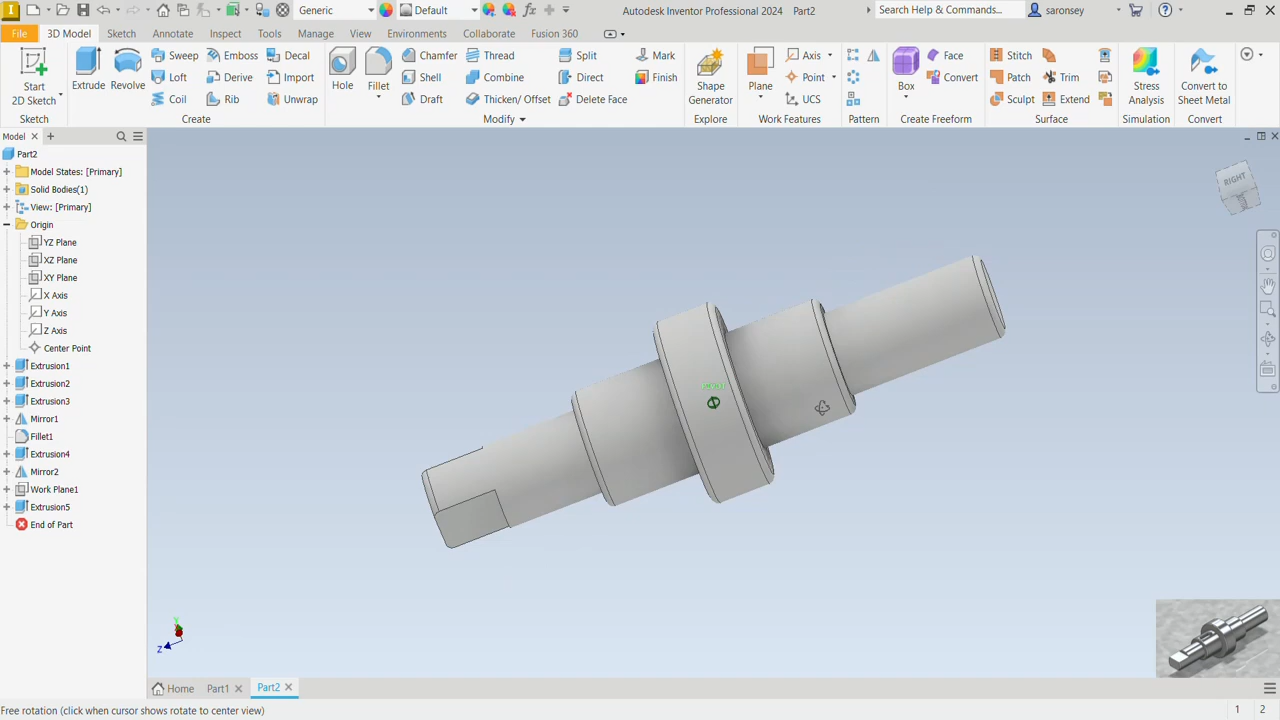 Generic
Default
Autodesk Inventor Professional 2024 Part2
Search Help & Commands...
saronsey
File
3D Model
Sketch
Annotate
Inspect
Tools
Manage
View
Environments
Collaborate
Fusion 360
Start
2D Sketch
Extrude
Revolve
Sweep
Emboss
Decal
Loft
Derive
Import
Coil
Rib
Unwrap
Hole
Fillet
Chamfer
Thread
Split
Mark
Shell
Combine
Direct
Finish
Draft
Thicken/ Offset
Delete Face
Shape
Generator
Plane
Axis
Point
UCS
Box
Face
Convert
Stitch
Patch
Trim
Sculpt
Extend
Stress
Analysis
Convert to
Sheet Metal
Sketch
Create
Modify
Explore
Work Features
Pattern
Create Freeform
Surface
Simulation
Convert
Model
Part2
Model States: [Primary]
Solid Bodies(1)
View: [Primary]
Origin
YZ Plane
XZ Plane
XY Plane
X Axis
Y Axis
Z Axis
Center Point
Extrusion1
Extrusion2
Extrusion3
Mirror1
Fillet1
Extrusion4
Mirror2
Work Plane1
Extrusion5
End of Part
RIGHT
Y
Z
Home
Part1
Part2
Free rotation (click when cursor shows rotate to center view)
1
2